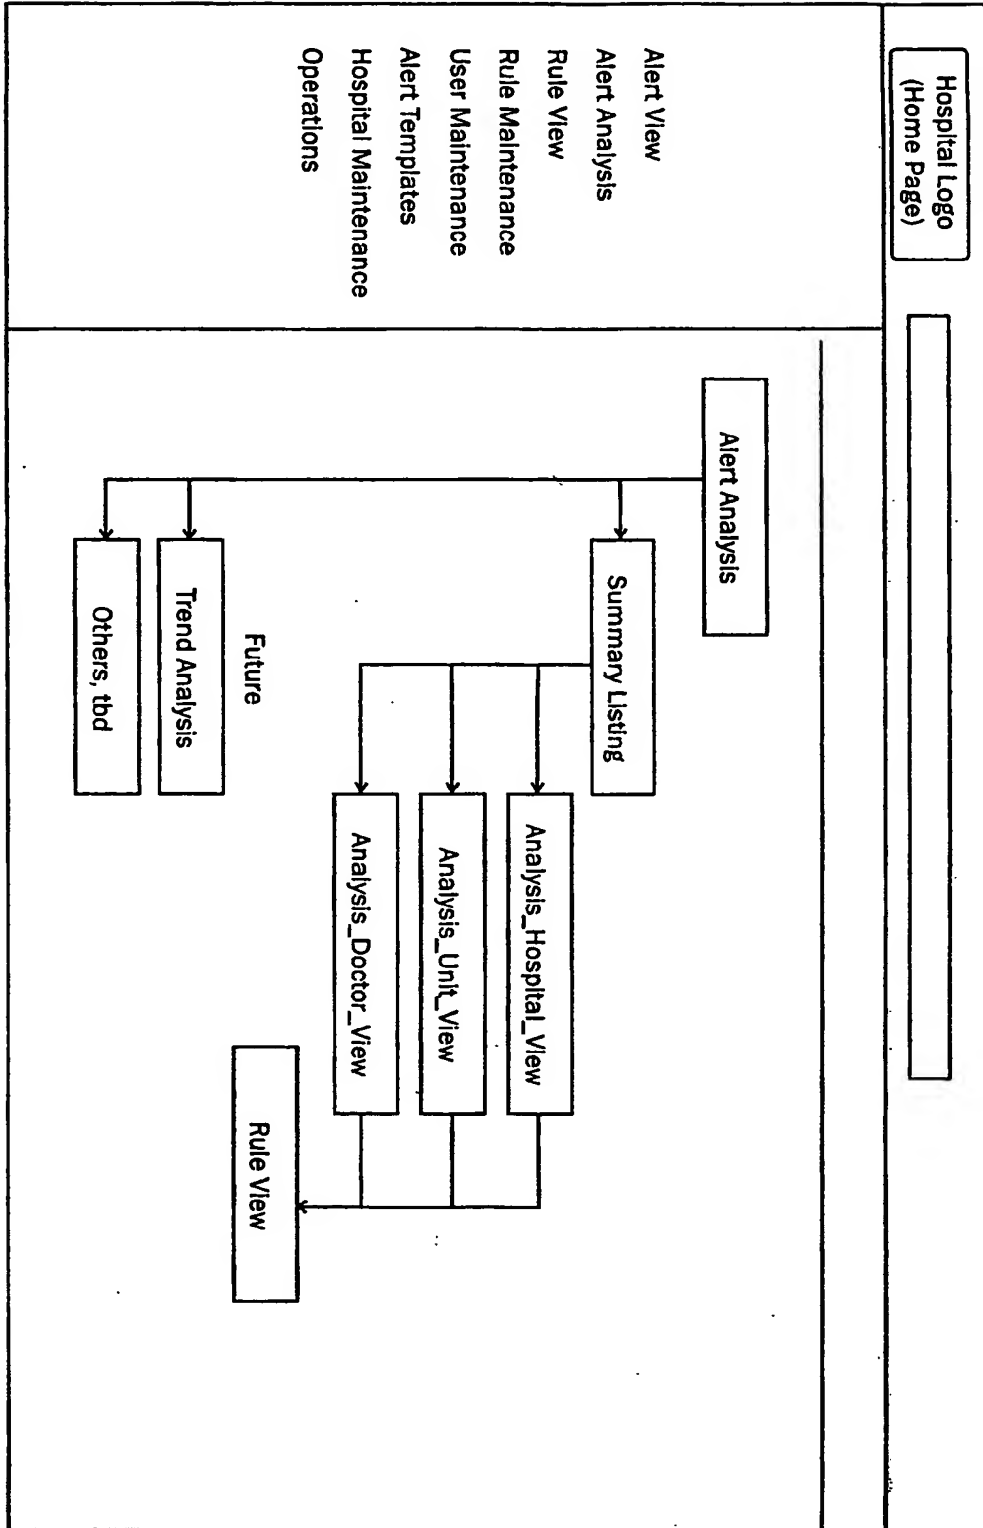 Hospital Logo
(Home Page)
Alert View
Alert Analysis
Rule View
Rule Maintenance
User Maintenance
Alert Templates
Hospital Maintenance
Operations
Alert Analysis
Summary Listing
Analysis_Hospital_View
Analysis_Unit_View
Analysis_Doctor_View
Rule View
Future
Trend Analysis
Others, tbd